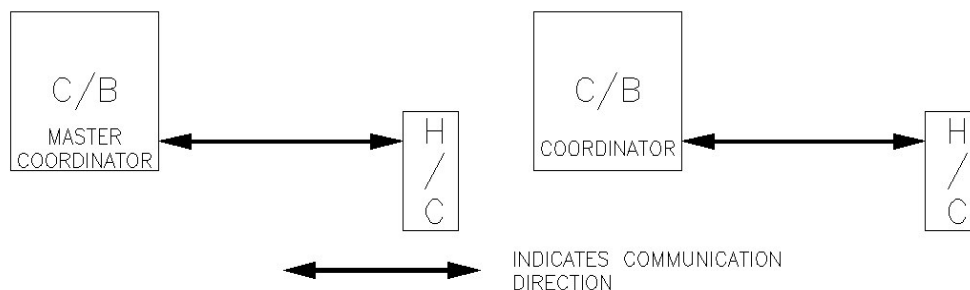 C/B
MASTER
COORDINATOR
H
/
C
C/B
COORDINATOR
H
/
C
INDICATES COMMUNICATION
DIRECTION